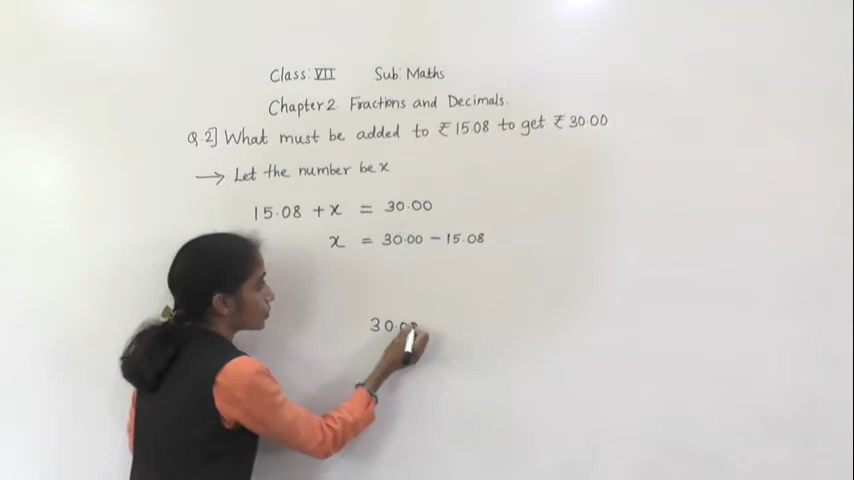 Class: VII Sub: Maths
Chapter 2. Fractions and Decimals.
Q.2] What must be added to ₹ 15.08 to get ₹ 30.00
→ Let the number be x
15.08 + x = 30.00
x = 30.00 − 15.08
30.00